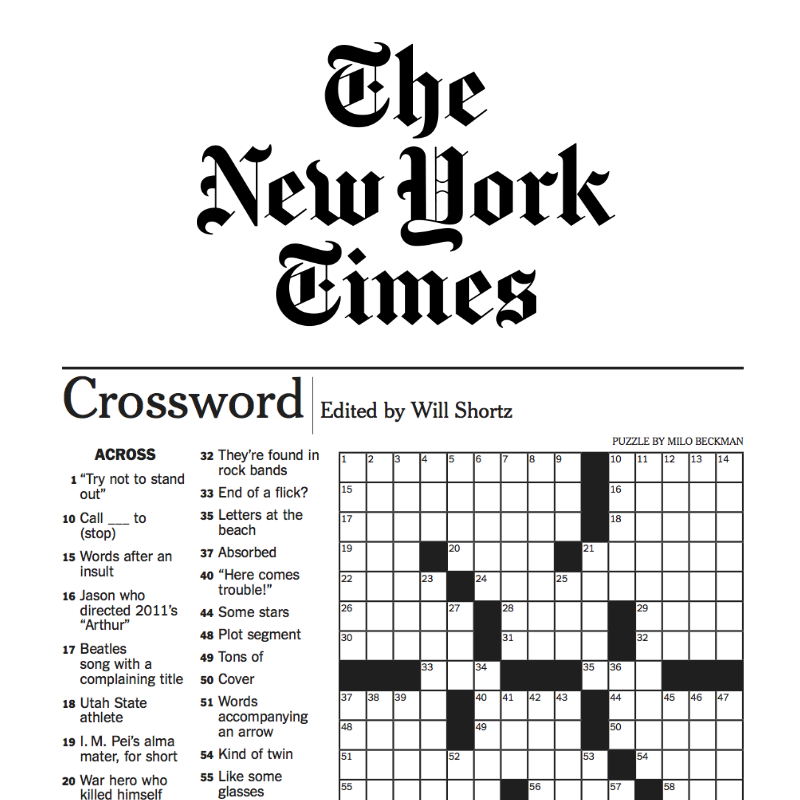 The
New York
Times
Crossword
Edited by Will Shortz
PUZZLE BY MILO BECKMAN
ACROSS
1 “Try not to stand
out”
10 Call ___ to
(stop)
15 Words after an
insult
16 Jason who
directed 2011’s
“Arthur”
17 Beatles
song with a
complaining title
18 Utah State
athlete
19 I. M. Pei’s alma
mater, for short
20 War hero who
killed himself
32 They’re found in
rock bands
33 End of a flick?
35 Letters at the
beach
37 Absorbed
40 “Here comes
trouble!”
44 Some stars
48 Plot segment
49 Tons of
50 Cover
51 Words
accompanying
an arrow
54 Kind of twin
55 Like some
glasses
1 2 3 4 5 6 7 8 9 10 11 12 13 14
15 16
17 18
19 20 21
22 23 24 25
26 27 28 29
30 31 32
33 34 35 36
37 38 39 40 41 42 43 44 45 46 47
48 49 50
51 52 53 54
55 56 57 58